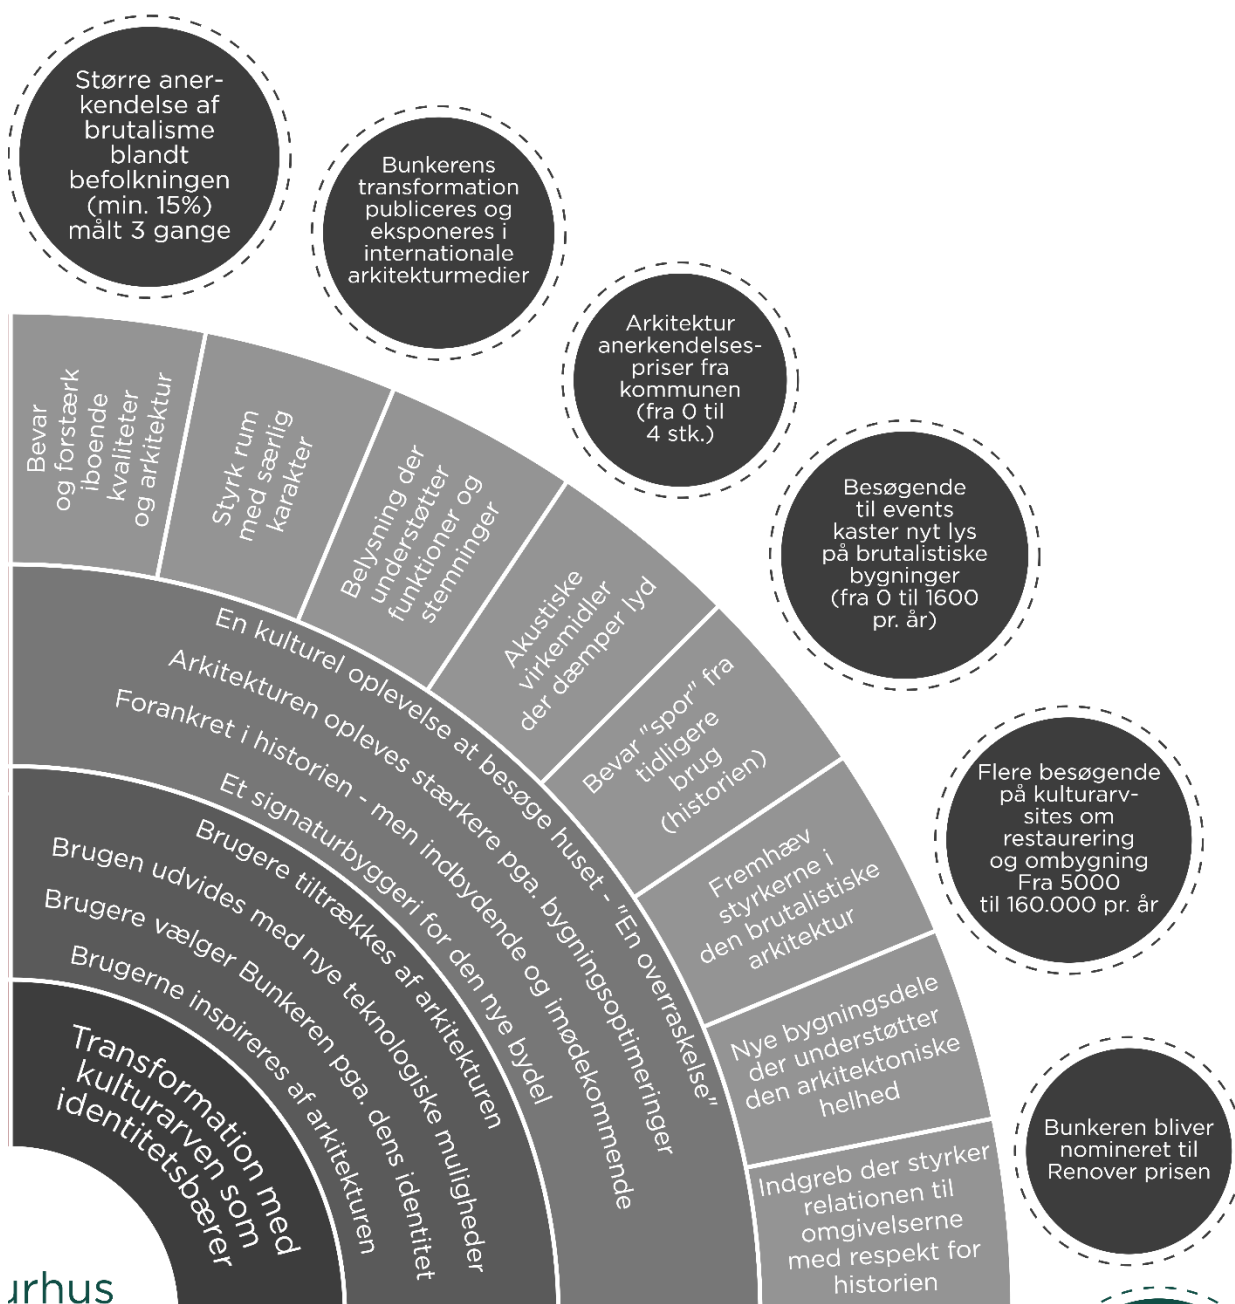 Større aner-
kendelse af
brutalisme
blandt
befolkningen
(min. 15%)
målt 3 gange
Bunkerens
transformation
publiceres og
eksponeres i
internationale
arkitekturmedier
Arkitektur
anerkendelses-
priser fra
kommunen
(fra 0 til
4 stk.)
Besøgende
til events
kaster nyt lys
på brutalistiske
bygninger
(fra 0 til 1600
pr. år)
Flere besøgende
på kulturarv-
sites om
restaurering
og ombygning
Fra 5000
til 160.000 pr. år
Bunkeren bliver
nomineret til
Renover prisen
Bevar
og forstærk
iboende
kvaliteter
og arkitektur
Styrk rum
med særlig
karakter
Belysning der
understøtter
funktioner og
stemninger
Akustiske
virkemidler
der dæmper lyd
Bevar "spor" fra
tidligere
brug
(historien)
Fremhæv
styrkerne i
den brutalistiske
arkitektur
Nye bygningsdele
der understøtter
den arkitektoniske
helhed
Indgreb der styrker
relationen til
omgivelserne
med respekt for
historien
En kulturel oplevelse at besøge huset - "En overraskelse"
Arkitekturen opleves stærkere pga. bygningsoptimeringer
Forankret i historien - men indbydende og imødekommende
Et signaturbyggeri for den nye bydel
Brugere tiltrækkes af arkitekturen
Brugen udvides med nye teknologiske muligheder
Brugere vælger Bunkeren pga. dens identitet
Brugerne inspireres af arkitekturen
Transformation med
kulturarven som
identitetsbærer
urhus